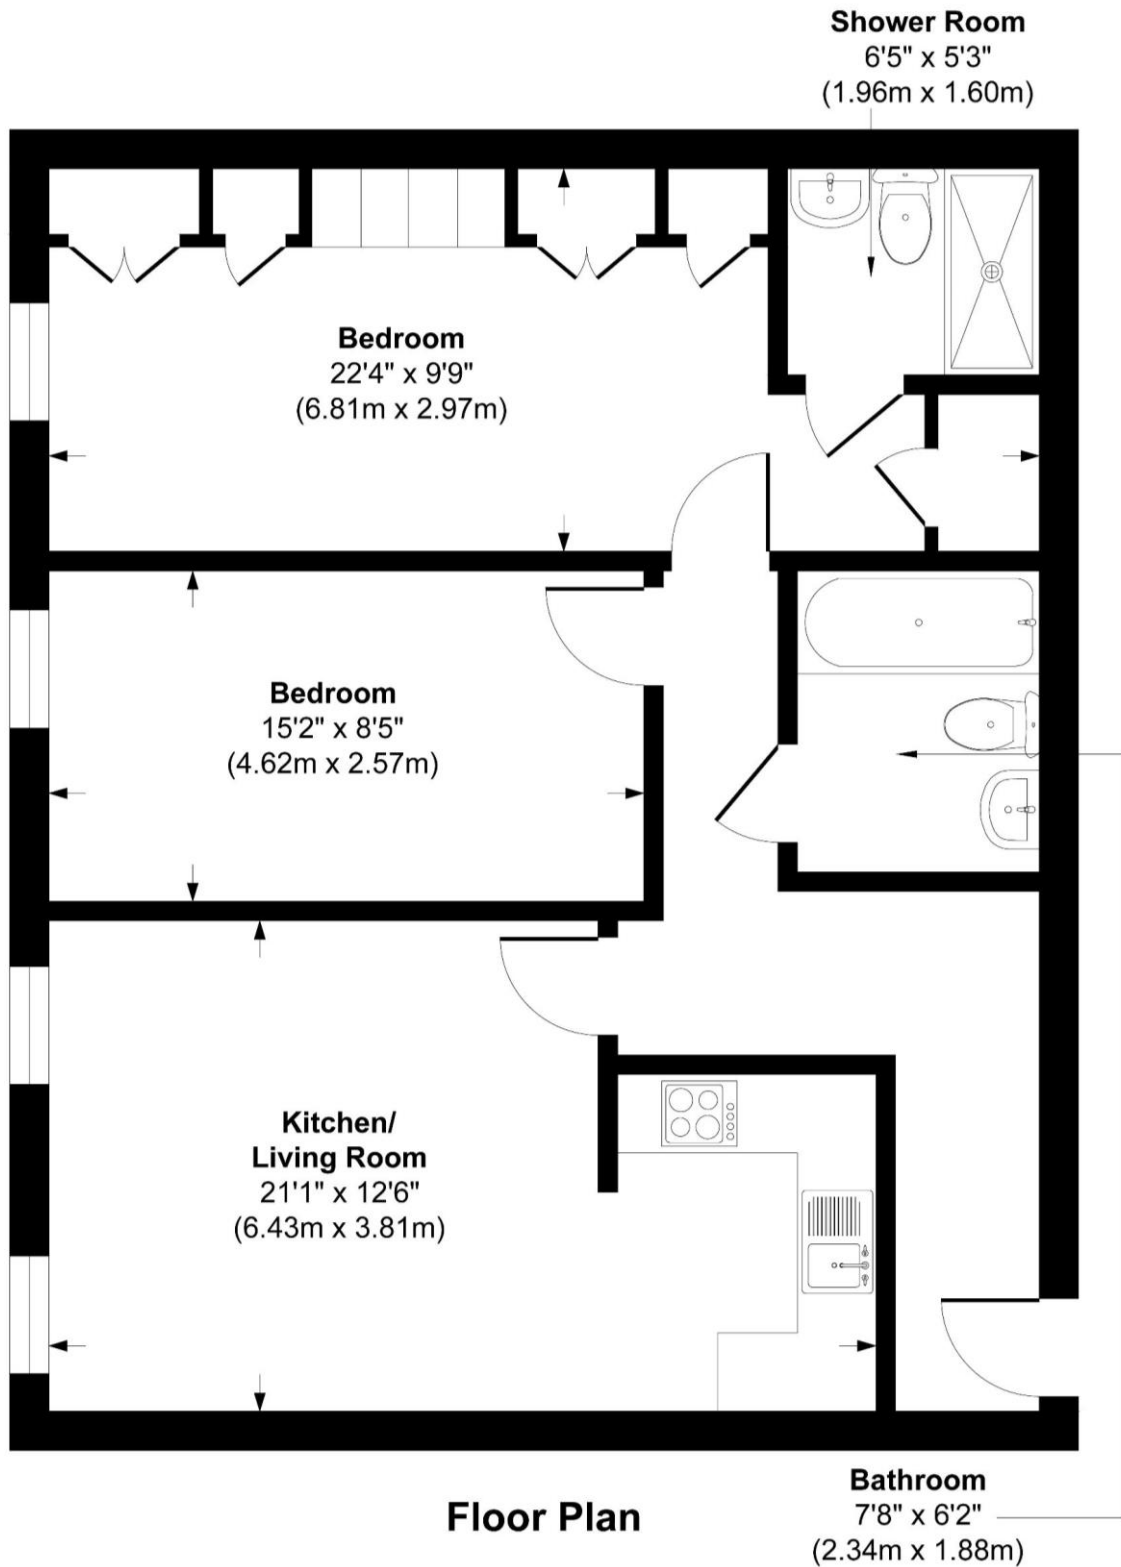 Shower Room
6'5" x 5'3"
(1.96m x 1.60m)
Bedroom
22'4" x 9'9"
(6.81m x 2.97m)
Bedroom
15'2" x 8'5"
(4.62m x 2.57m)
Kitchen/
Living Room
21'1" x 12'6"
(6.43m x 3.81m)
Floor Plan
Bathroom
7'8" x 6'2"
(2.34m x 1.88m)